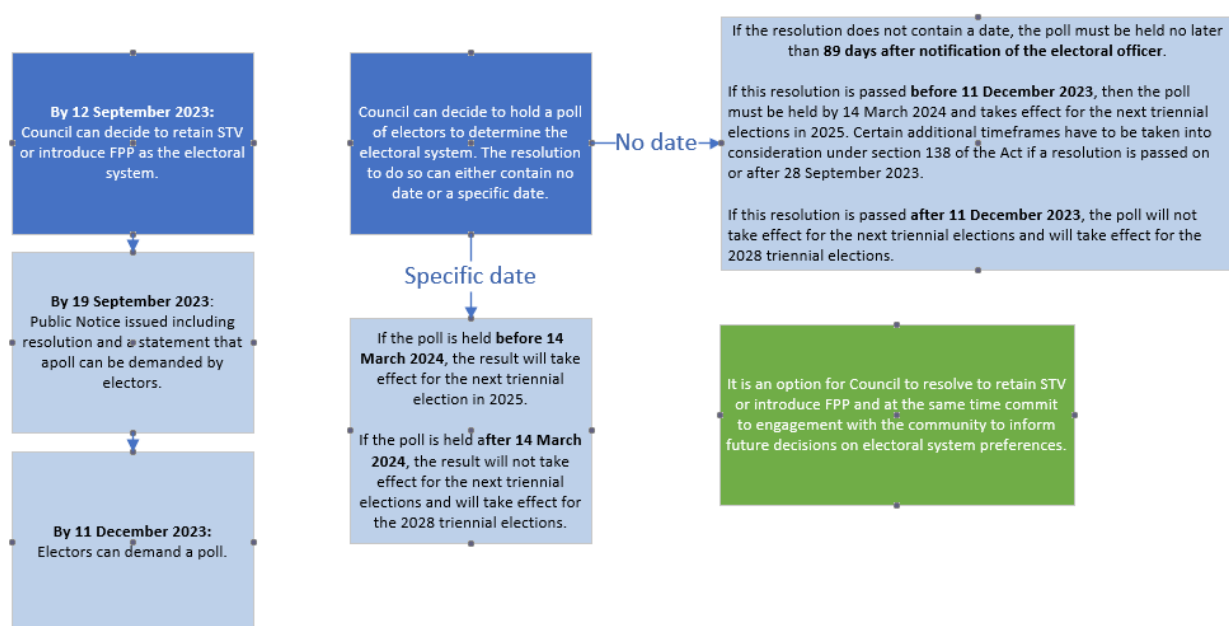 By 12 September 2023:
Council can decide to retain STV
or introduce FPP as the electoral
system.
By 19 September 2023:
Public Notice issued including
resolution and a statement that
apoll can be demanded by
electors.
By 11 December 2023:
Electors can demand a poll.
Council can decide to hold a poll
of electors to determine the
electoral system. The resolution
to do so can either contain no
date or a specific date.
No date
Specific date
If the poll is held before 14
March 2024, the result will take
effect for the next triennial
election in 2025.
If the poll is held after 14 March
2024, the result will not take
effect for the next triennial
elections and will take effect for
the 2028 triennial elections.
If the resolution does not contain a date, the poll must be held no later
than 89 days after notification of the electoral officer.
If this resolution is passed before 11 December 2023, then the poll
must be held by 14 March 2024 and takes effect for the next triennial
elections in 2025. Certain additional timeframes have to be taken into
consideration under section 138 of the Act if a resolution is passed on
or after 28 September 2023.
If this resolution is passed after 11 December 2023, the poll will not
take effect for the next triennial elections and will take effect for the
2028 triennial elections.
It is an option for Council to resolve to retain STV
or introduce FPP and at the same time commit
to engagement with the community to inform
future decisions on electoral system preferences.